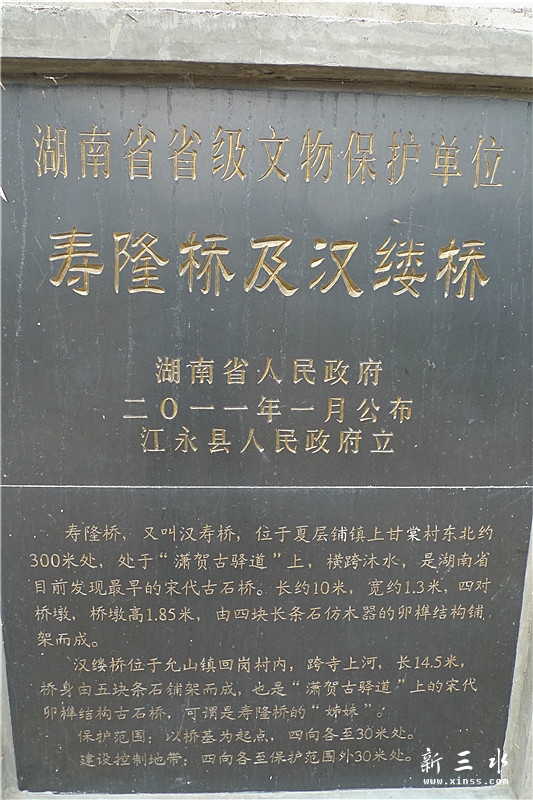 湖南省省级文物保护单位
寿隆桥及汉缕桥
湖南省人民政府
二〇一一年一月公布
江永县人民政府立
寿隆桥，又叫汉寿桥，位于夏层铺镇上甘棠村东北约
300米处，处于“潇贺古驿道”上，横跨沐水，是湖南省
目前发现最早的宋代古石桥。长约10米，宽约1.3米，四对
桥墩，桥墩高1.85米，由四块长条石仿木器的卯榫结构铺
架而成。
汉缕桥位于允山镇回岗村内，跨寺上河，长14.5米，
桥身由五块条石铺架而成，也是“潇贺古驿道”上的宋代
卯榫结构古石桥，可谓是寿隆桥的“姊妹”。
保护范围：以桥基为起点，四向各至30米处。
建设控制地带：四向各至保护范围外30米处。
新三水
www.xinss.com